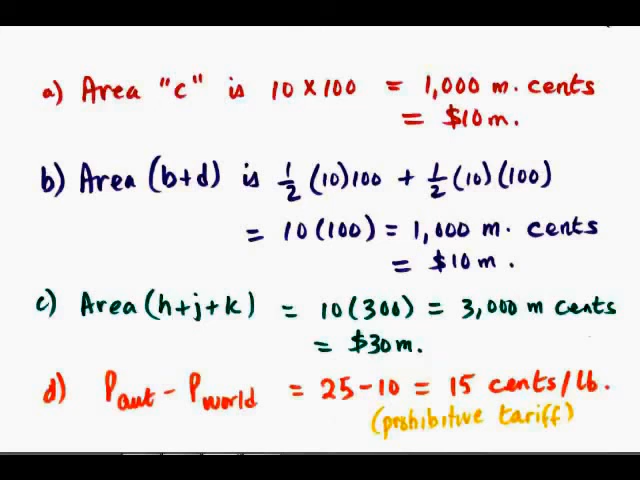 a) Area "c" is 10 x 100 = 1,000 m. cents
= $10 m.
b) Area (b+d) is 1/2 (10) 100 + 1/2 (10) (100)
= 10 (100) = 1,000 m. cents
= $10 m.
c) Area (h+j+k) = 10 (300) = 3,000 m cents
= $30 m.
d) Paut - Pworld = 25 - 10 = 15 cents/lb.
(prohibitive tariff)